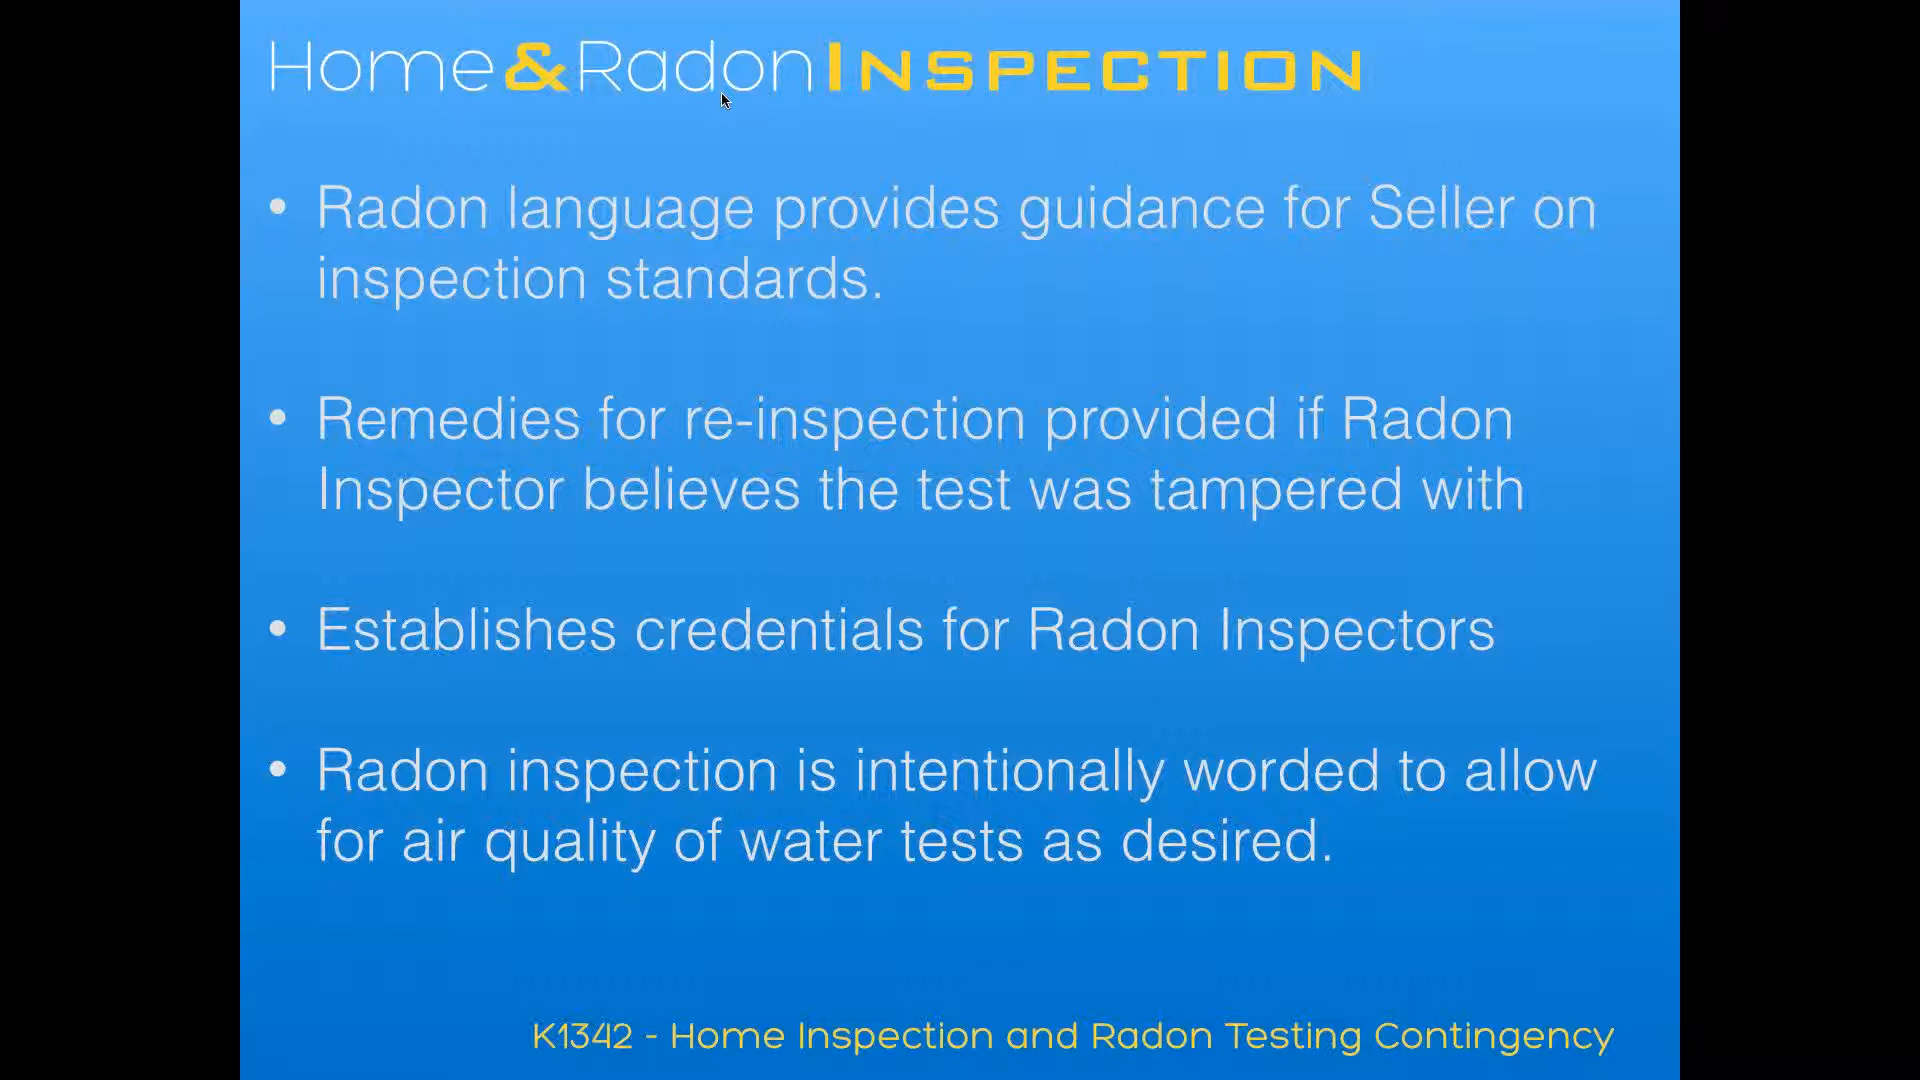 Home&RadonINSPECTION
• Radon language provides guidance for Seller on
inspection standards.
• Remedies for re-inspection provided if Radon
Inspector believes the test was tampered with
• Establishes credentials for Radon Inspectors
• Radon inspection is intentionally worded to allow
for air quality of water tests as desired.
K1342 - Home Inspection and Radon Testing Contingency